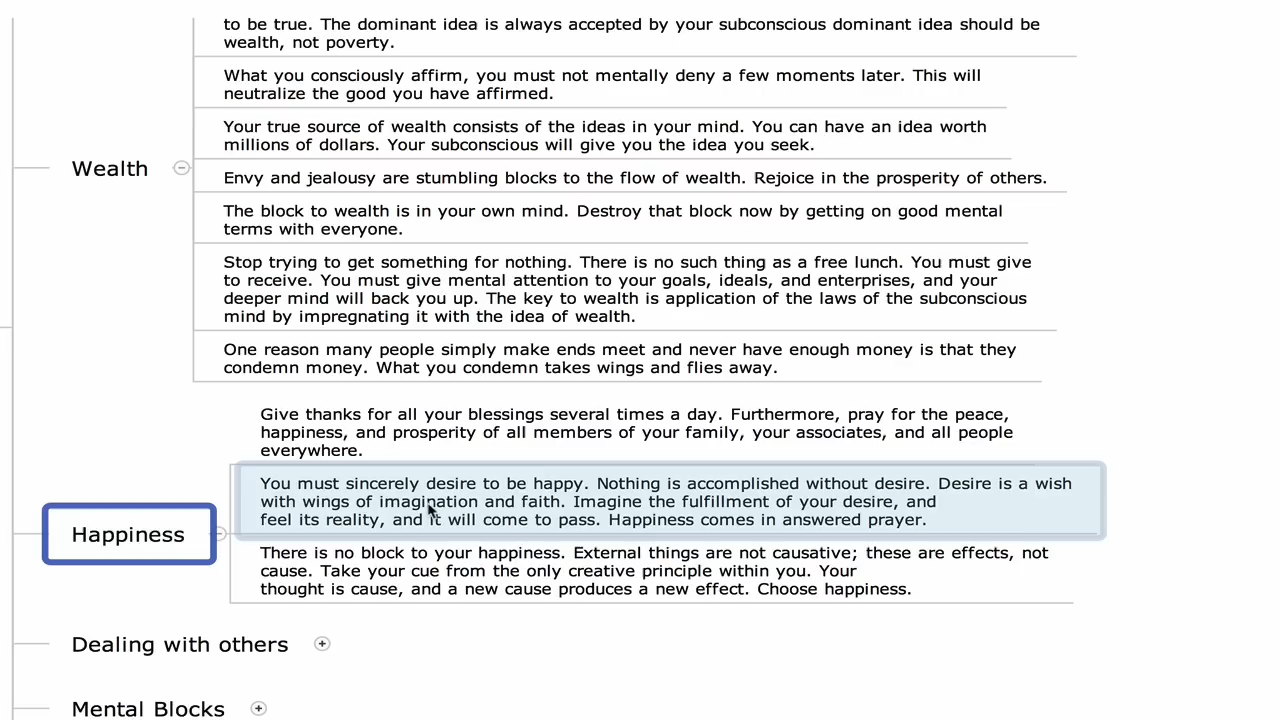 to be true. The dominant idea is always accepted by your subconscious dominant idea should be
wealth, not poverty.
What you consciously affirm, you must not mentally deny a few moments later. This will
neutralize the good you have affirmed.
Your true source of wealth consists of the ideas in your mind. You can have an idea worth
millions of dollars. Your subconscious will give you the idea you seek.
Wealth
Envy and jealousy are stumbling blocks to the flow of wealth. Rejoice in the prosperity of others.
The block to wealth is in your own mind. Destroy that block now by getting on good mental
terms with everyone.
Stop trying to get something for nothing. There is no such thing as a free lunch. You must give
to receive. You must give mental attention to your goals, ideals, and enterprises, and your
deeper mind will back you up. The key to wealth is application of the laws of the subconscious
mind by impregnating it with the idea of wealth.
One reason many people simply make ends meet and never have enough money is that they
condemn money. What you condemn takes wings and flies away.
Give thanks for all your blessings several times a day. Furthermore, pray for the peace,
happiness, and prosperity of all members of your family, your associates, and all people
everywhere.
You must sincerely desire to be happy. Nothing is accomplished without desire. Desire is a wish
with wings of imagination and faith. Imagine the fulfillment of your desire, and
feel its reality, and it will come to pass. Happiness comes in answered prayer.
Happiness
There is no block to your happiness. External things are not causative; these are effects, not
cause. Take your cue from the only creative principle within you. Your
thought is cause, and a new cause produces a new effect. Choose happiness.
Dealing with others
Mental Blocks